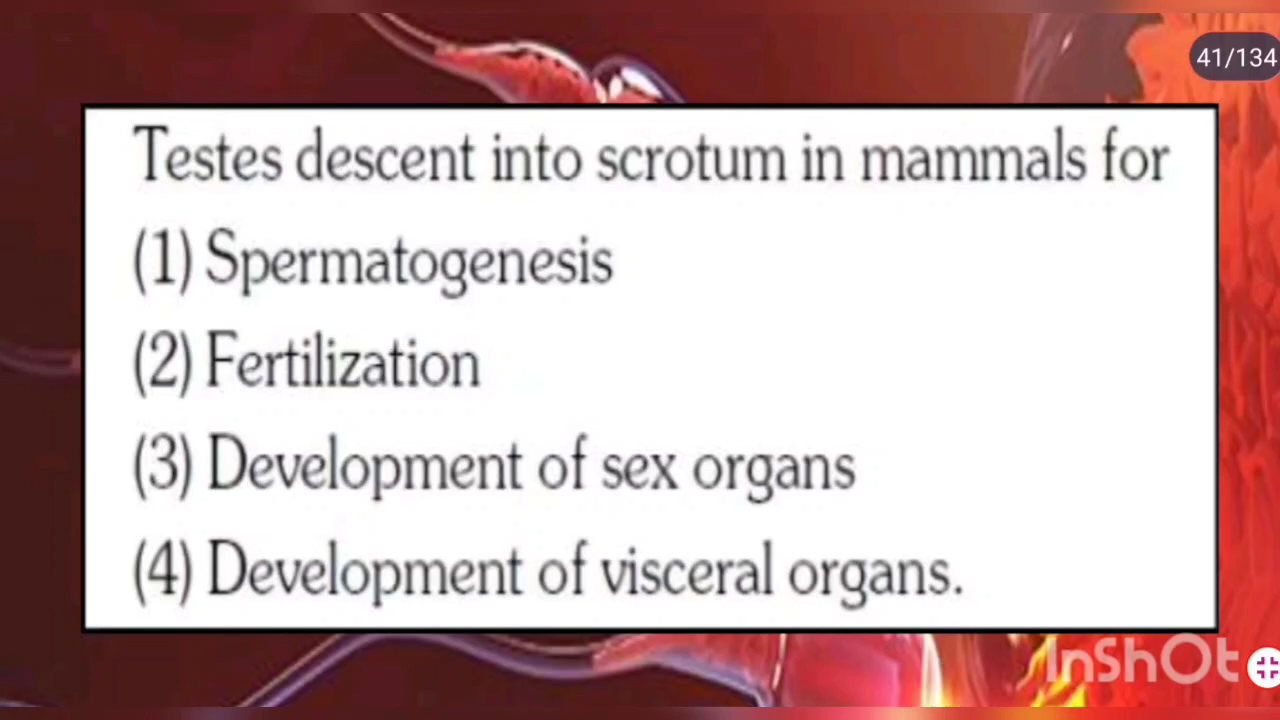 41/134
Testes descent into scrotum in mammals for
(1) Spermatogenesis
(2) Fertilization
(3) Development of sex organs
(4) Development of visceral organs.
InShOt